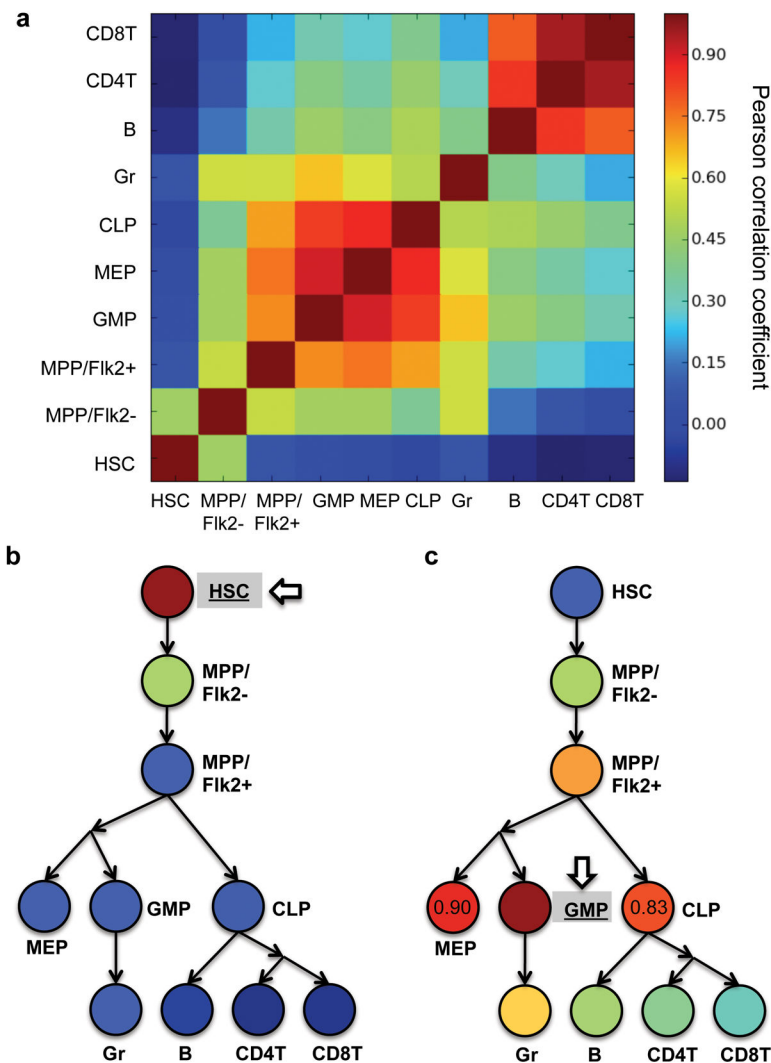 a
CD8T
CD4T
B
Gr
CLP
MEP
GMP
MPP/Flk2+
MPP/Flk2-
HSC
HSC MPP/ MPP/ GMP MEP CLP Gr B CD4T CD8T
Flk2- Flk2+
0.90
0.75
0.60
0.45
0.30
0.15
0.00
Pearson correlation coefficient
b
HSC
MPP/
Flk2-
MPP/
Flk2+
MEP
GMP
CLP
Gr
B
CD4T
CD8T
c
HSC
MPP/
Flk2-
MPP/
Flk2+
0.90
MEP
GMP
0.83
CLP
Gr
B
CD4T
CD8T